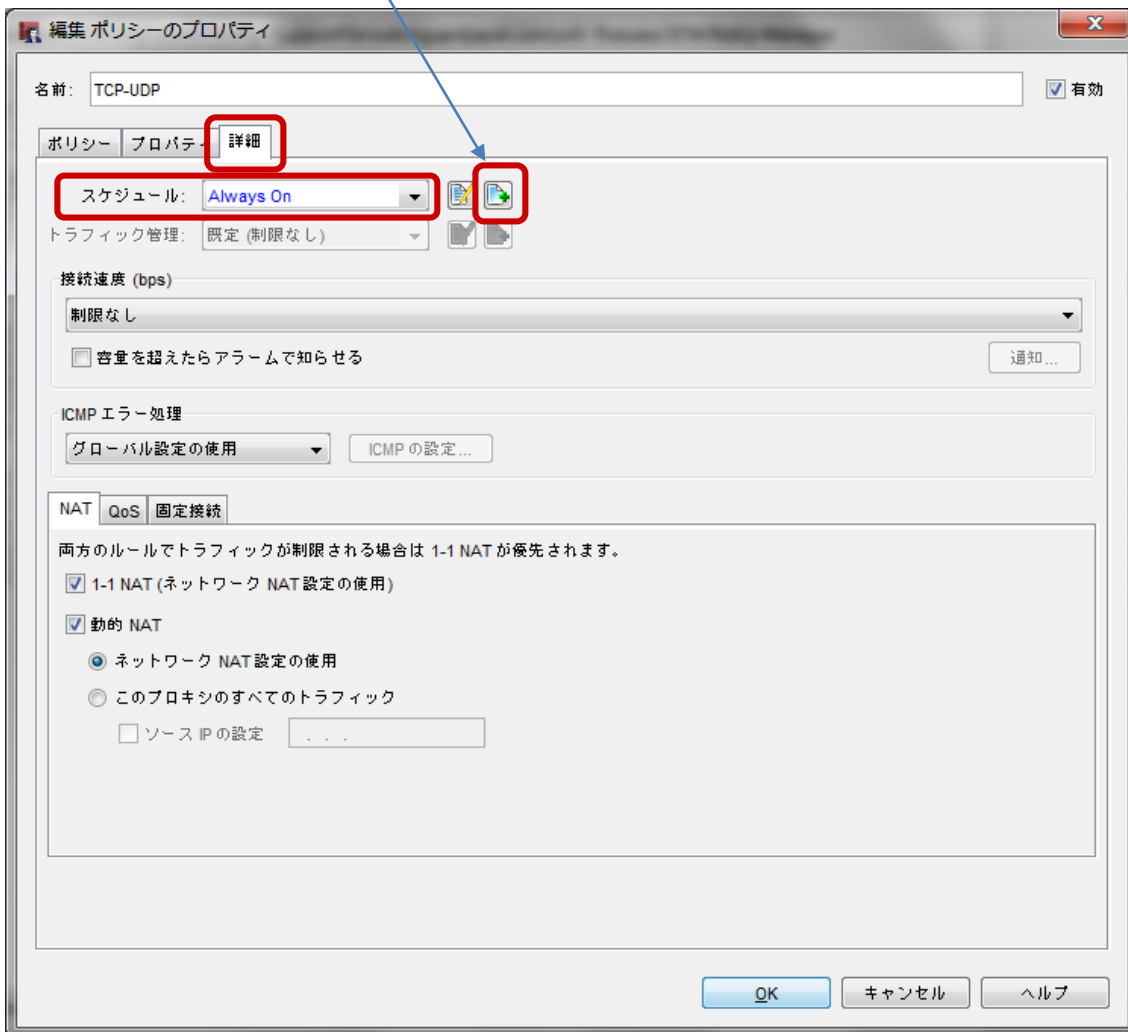 編集 ポリシーのプロパティ
名前: TCP-UDP 有効
ポリシー プロパティ 詳細
スケジュール: Always On
トラフィック管理: 既定 (制限なし)
接続速度 (bps)
制限なし
容量を超えたらアラームで知らせる 通知...
ICMP エラー処理
グローバル設定の使用 ICMP の設定...
NAT QoS 固定接続
両方のルールでトラフィックが制限される場合は 1-1 NAT が優先されます。
1-1 NAT (ネットワーク NAT 設定の使用)
動的 NAT
ネットワーク NAT 設定の使用
このプロキシのすべてのトラフィック
ソース IP の設定 . . .
OK キャンセル ヘルプ